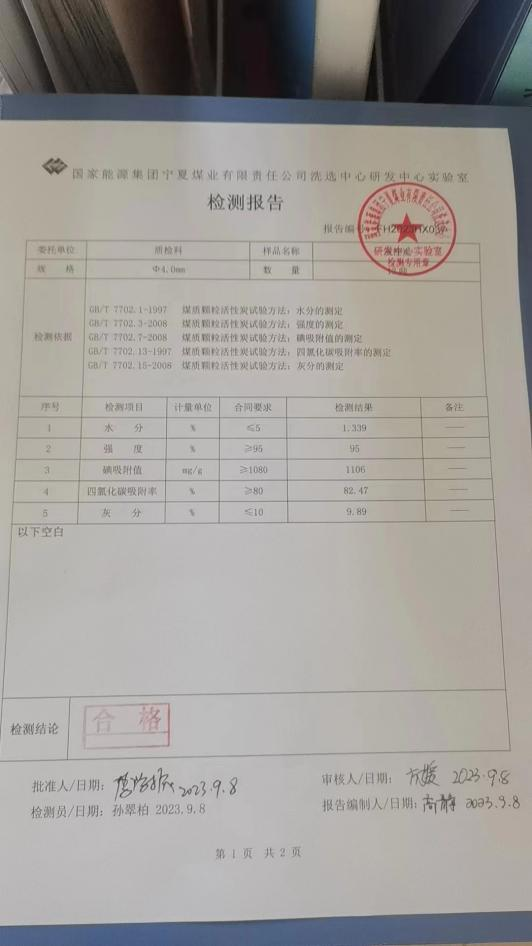 国家能源集团宁夏煤业有限责任公司洗选中心研发中心实验室
检测报告
报告编号:FH2023HX039
委托单位 质检科 样品名称
规 格 Φ4.0mm 数 量
研发中心实验室
检测专用章
检测依据
GB/T 7702.1-1997 煤质颗粒活性炭试验方法:水分的测定
GB/T 7702.3-2008 煤质颗粒活性炭试验方法:强度的测定
GB/T 7702.7-2008 煤质颗粒活性炭试验方法:碘吸附值的测定
GB/T 7702.13-1997 煤质颗粒活性炭试验方法:四氯化碳吸附率的测定
GB/T 7702.15-2008 煤质颗粒活性炭试验方法:灰分的测定
序号 检测项目 计量单位 合同要求 检测结果 备注
1 水 分 % ≤5 1.339 ——
2 强 度 % ≥95 95 ——
3 碘吸附值 mg/g ≥1080 1106 ——
4 四氯化碳吸附率 % ≥80 82.47 ——
5 灰 分 % ≤10 9.89 ——
以下空白
检测结论 合格
批准人/日期: 2023.9.8 审核人/日期: 方媛 2023.9.8
检测员/日期:孙翠柏 2023.9.8 报告编制人/日期:高静 2023.9.8
第 1 页 共 2 页